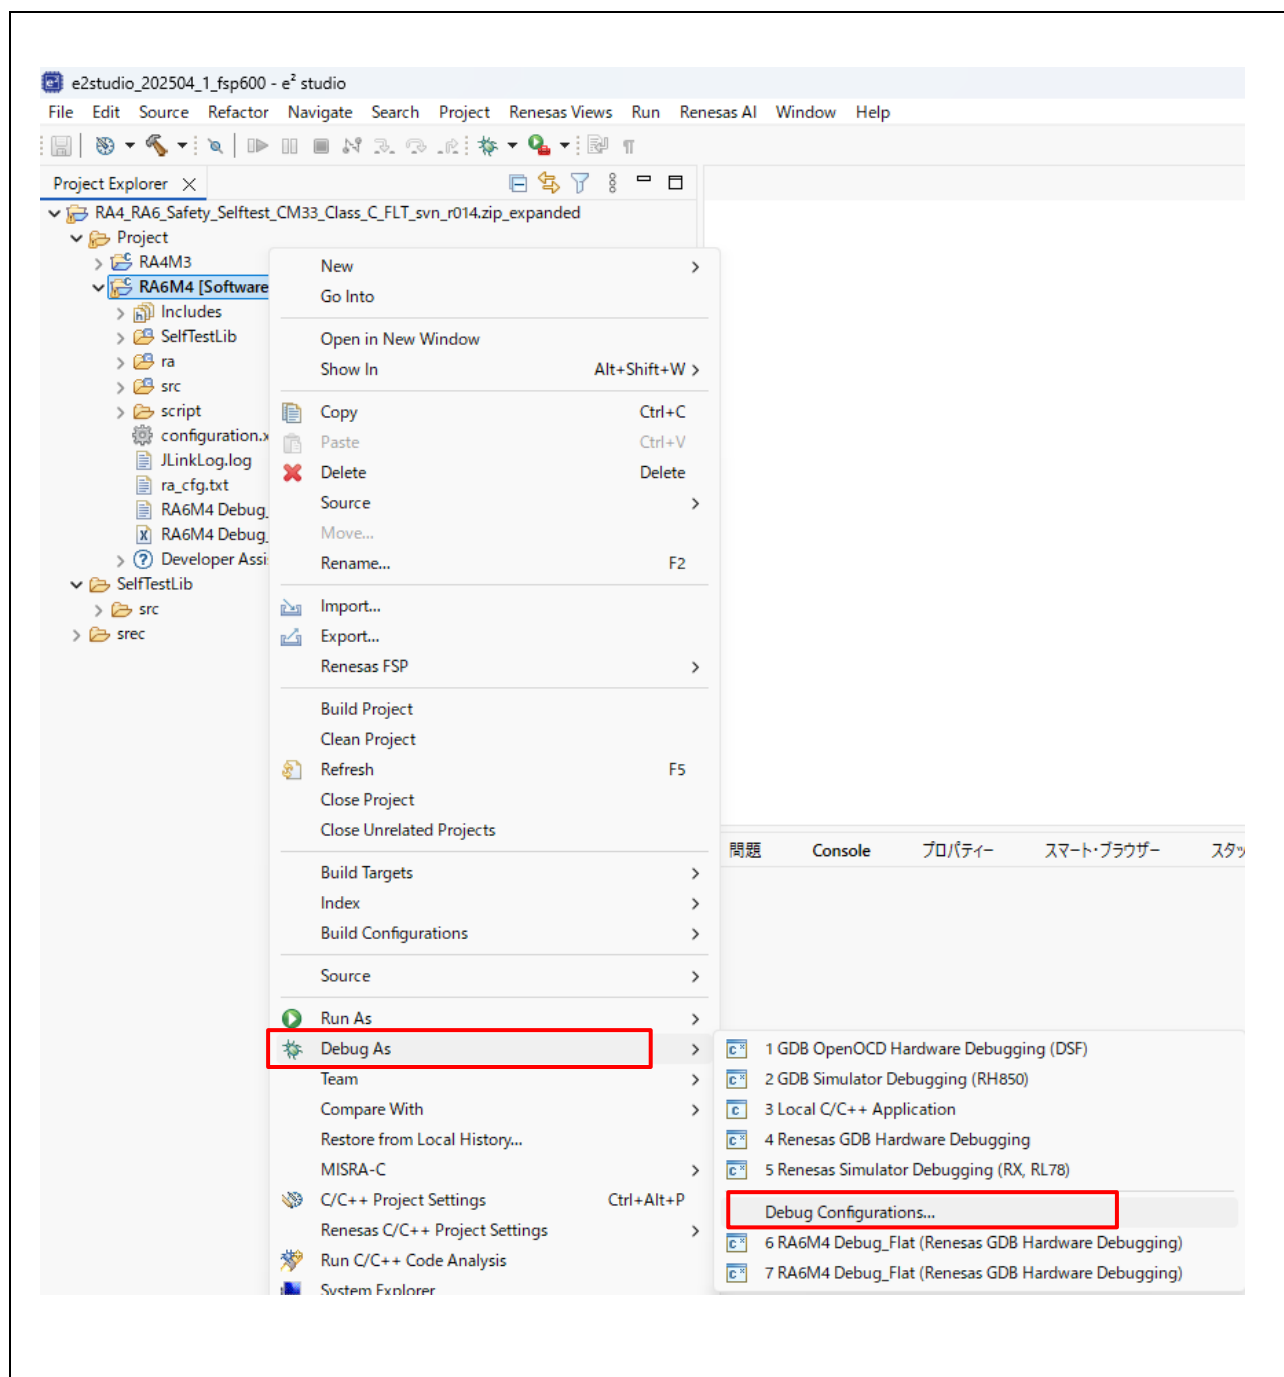 e2studio_202504_1_fsp600 - e² studio
File Edit Source Refactor Navigate Search Project Renesas Views Run Renesas AI Window Help
Project Explorer
RA4_RA6_Safety_Selftest_CM33_Class_C_FLT_svn_r014.zip_expanded
Project
RA4M3
RA6M4 [Software
Includes
SelfTestLib
ra
src
script
configuration.x
JLinkLog.log
ra_cfg.txt
RA6M4 Debug_
RA6M4 Debug_
Developer Assi
SelfTestLib
src
srec
New
Go Into
Open in New Window
Show In Alt+Shift+W
Copy Ctrl+C
Paste Ctrl+V
Delete Delete
Source
Move...
Rename... F2
Import...
Export...
Renesas FSP
Build Project
Clean Project
Refresh F5
Close Project
Close Unrelated Projects
Build Targets
Index
Build Configurations
Source
Run As
Debug As
Team
Compare With
Restore from Local History...
MISRA-C
C/C++ Project Settings Ctrl+Alt+P
Renesas C/C++ Project Settings
Run C/C++ Code Analysis
System Explorer
問題 Console プロパティー スマート・ブラウザー スタッ
1 GDB OpenOCD Hardware Debugging (DSF)
2 GDB Simulator Debugging (RH850)
3 Local C/C++ Application
4 Renesas GDB Hardware Debugging
5 Renesas Simulator Debugging (RX, RL78)
Debug Configurations...
6 RA6M4 Debug_Flat (Renesas GDB Hardware Debugging)
7 RA6M4 Debug_Flat (Renesas GDB Hardware Debugging)